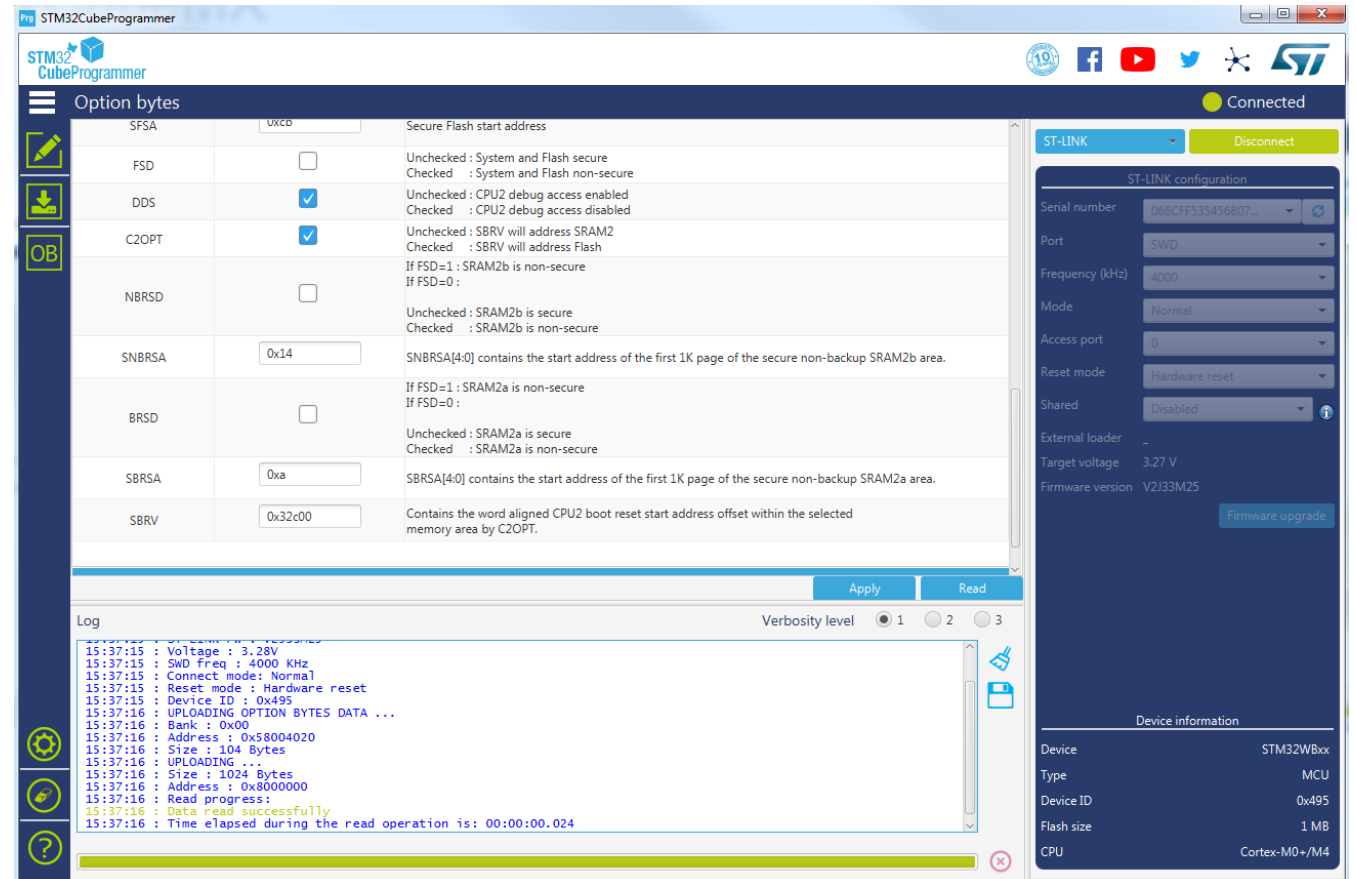 Prg STM32CubeProgrammer
STM32
CubeProgrammer
10
Option bytes
Connected
SFSA 0xcb Secure Flash start address
FSD
Unchecked : System and Flash secure
Checked : System and Flash non-secure
DDS
Unchecked : CPU2 debug access enabled
Checked : CPU2 debug access disabled
OB
C2OPT
Unchecked : SBRV will address SRAM2
Checked : SBRV will address Flash
NBRSD
If FSD=1 : SRAM2b is non-secure
If FSD=0 :
Unchecked : SRAM2b is secure
Checked : SRAM2b is non-secure
SNBRSA 0x14 SNBRSA[4:0] contains the start address of the first 1K page of the secure non-backup SRAM2b area.
BRSD
If FSD=1 : SRAM2a is non-secure
If FSD=0 :
Unchecked : SRAM2a is secure
Checked : SRAM2a is non-secure
SBRSA 0xa SBRSA[4:0] contains the start address of the first 1K page of the secure non-backup SRAM2a area.
SBRV 0x32c00
Contains the word aligned CPU2 boot reset start address offset within the selected
memory area by C2OPT.
Apply Read
Log
Verbosity level 1 2 3
15:37:15 : ST-LINK FW : V2J33M25
15:37:15 : Voltage : 3.28V
15:37:15 : SWD freq : 4000 KHz
15:37:15 : Connect mode: Normal
15:37:15 : Reset mode : Hardware reset
15:37:15 : Device ID : 0x495
15:37:16 : UPLOADING OPTION BYTES DATA ...
15:37:16 : Bank : 0x00
15:37:16 : Address : 0x58004020
15:37:16 : Size : 104 Bytes
15:37:16 : UPLOADING ...
15:37:16 : Size : 1024 Bytes
15:37:16 : Address : 0x8000000
15:37:16 : Read progress:
15:37:16 : Data read successfully
15:37:16 : Time elapsed during the read operation is: 00:00:00.024
ST-LINK Disconnect
ST-LINK configuration
Serial number 066CFF535456807...
Port SWD
Frequency (kHz) 4000
Mode Normal
Access port 0
Reset mode Hardware reset
Shared Disabled
External loader _
Target voltage 3.27 V
Firmware version V2J33M25
Firmware upgrade
Device information
Device STM32WBxx
Type MCU
Device ID 0x495
Flash size 1 MB
CPU Cortex-M0+/M4